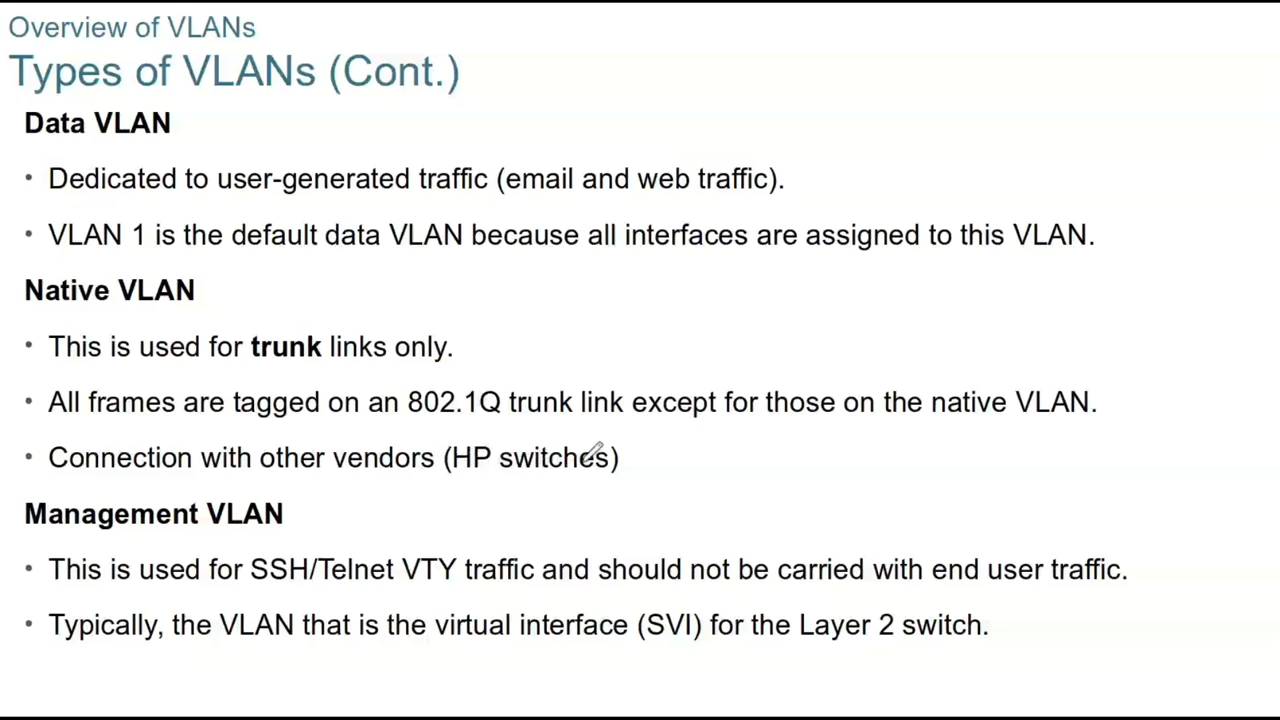 Overview of VLANs
Types of VLANs (Cont.)
Data VLAN
• Dedicated to user-generated traffic (email and web traffic).
• VLAN 1 is the default data VLAN because all interfaces are assigned to this VLAN.
Native VLAN
• This is used for trunk links only.
• All frames are tagged on an 802.1Q trunk link except for those on the native VLAN.
• Connection with other vendors (HP switches)
Management VLAN
• This is used for SSH/Telnet VTY traffic and should not be carried with end user traffic.
• Typically, the VLAN that is the virtual interface (SVI) for the Layer 2 switch.